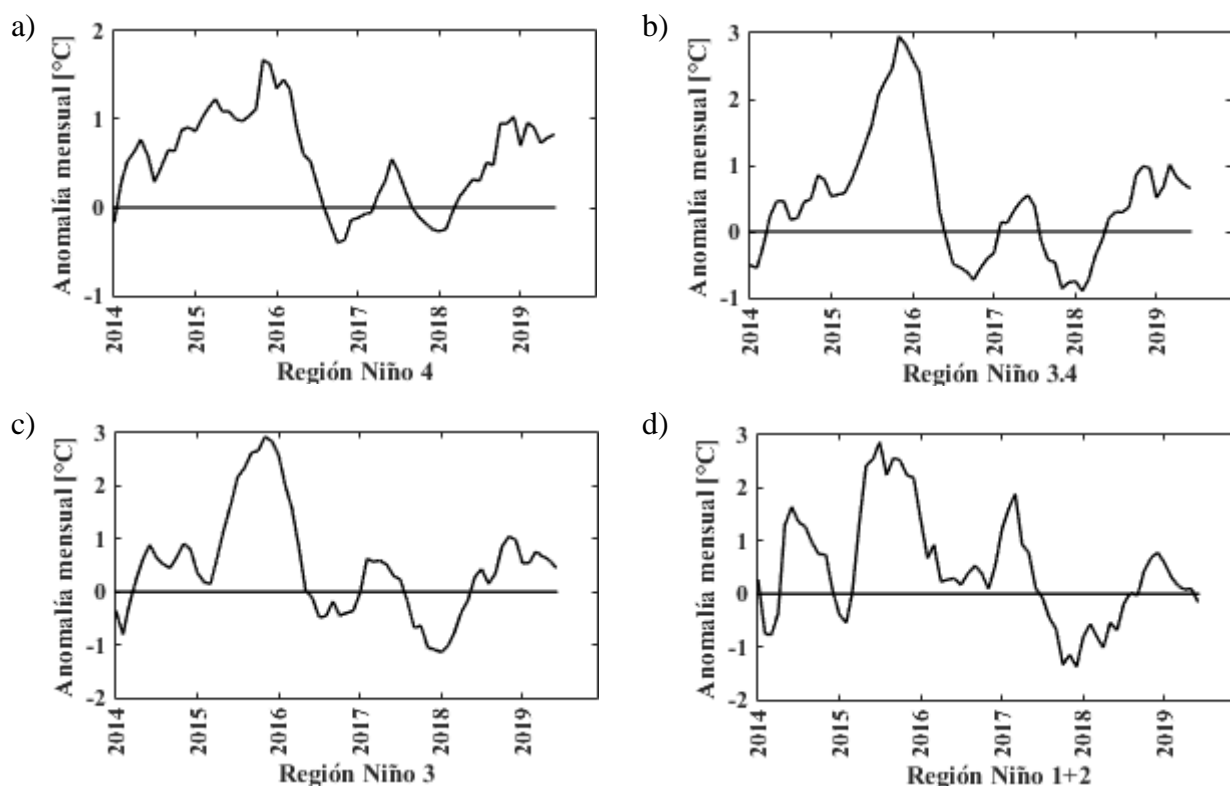 a)
Anomalía mensual [°C]
2
1
0
-1
2014 2015 2016 2017 2018 2019
Región Niño 4
b)
Anomalía mensual [°C]
3
2
1
0
-1
2014 2015 2016 2017 2018 2019
Región Niño 3.4
c)
Anomalía mensual [°C]
3
2
1
0
-1
-2
2014 2015 2016 2017 2018 2019
Región Niño 3
d)
Anomalía mensual [°C]
3
2
1
0
-1
-2
2014 2015 2016 2017 2018 2019
Región Niño 1+2